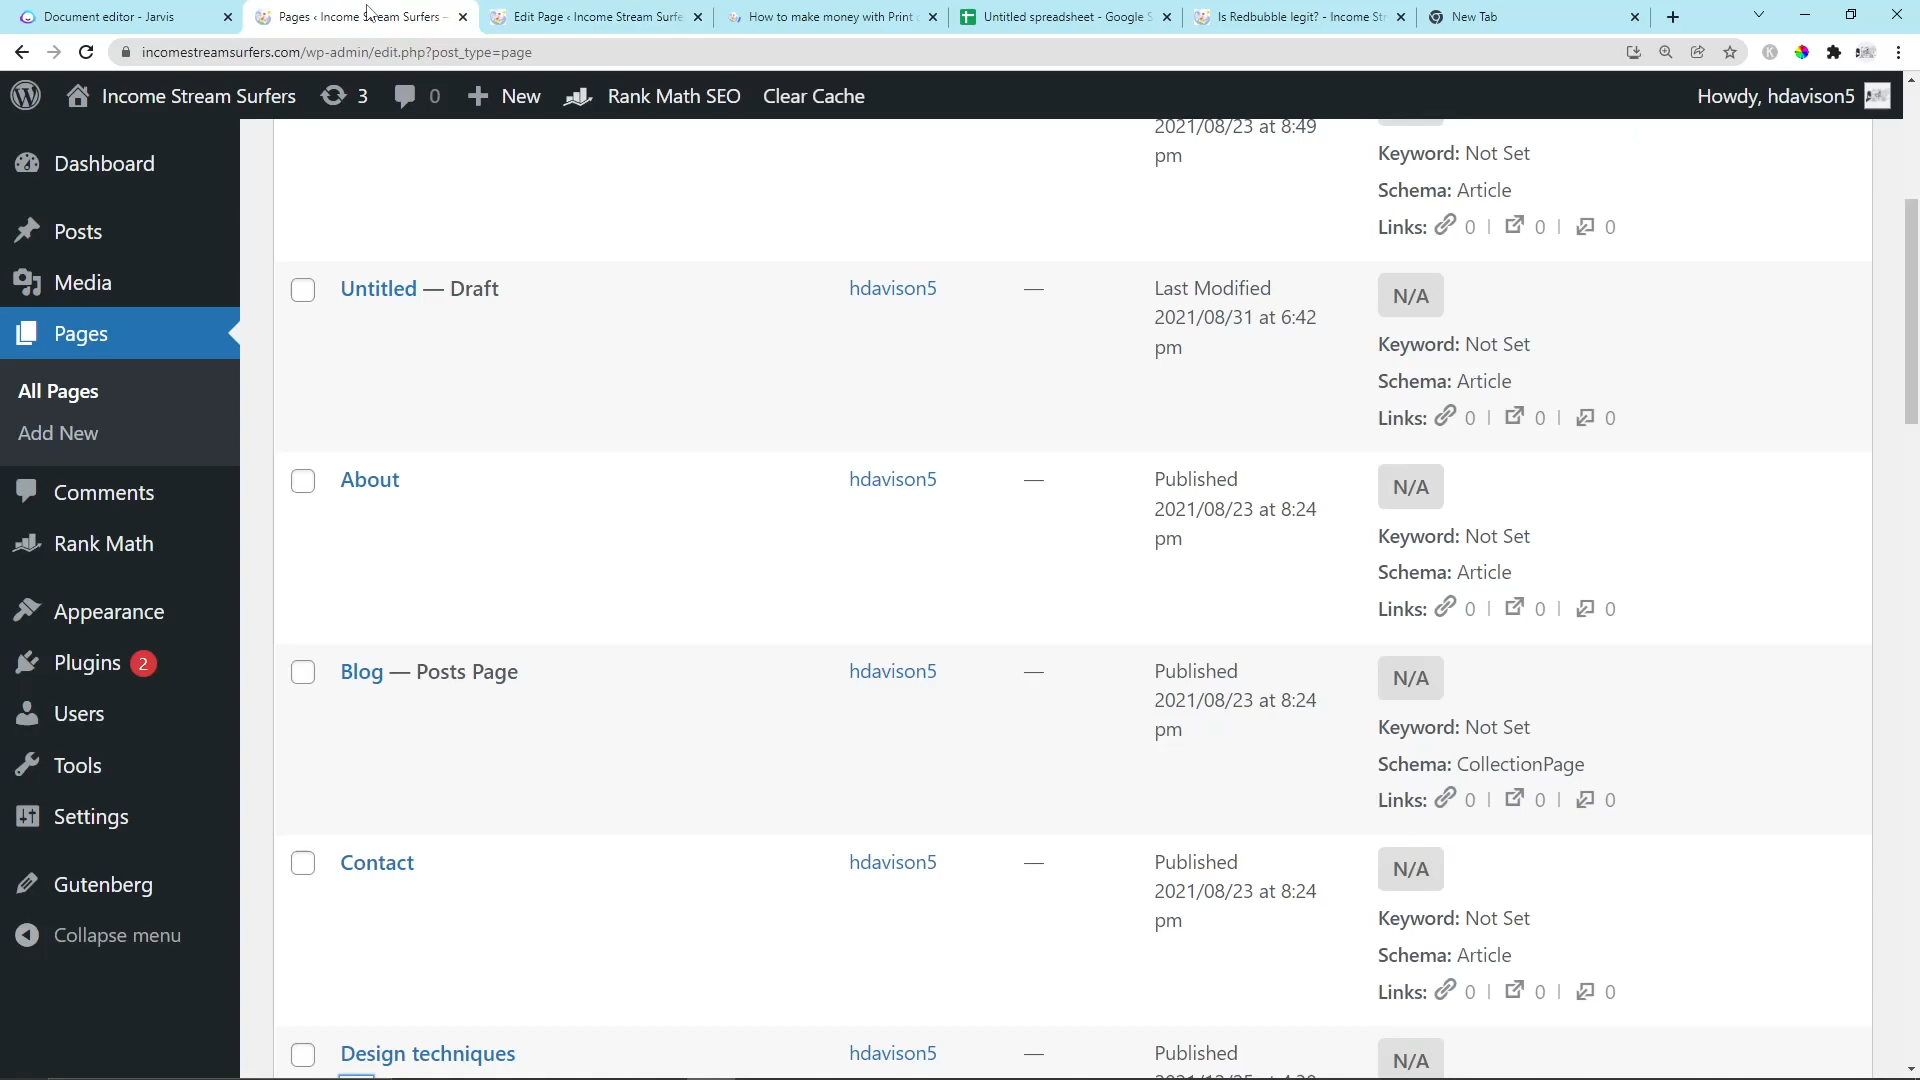 Document editor - Jarvis
Pages ‹ Income Stream Surfers –
Edit Page ‹ Income Stream Surfe
How to make money with Print
Untitled spreadsheet - Google S
Is Redbubble legit? - Income Str
New Tab
incomestreamsurfers.com/wp-admin/edit.php?post_type=page
Income Stream Surfers
3
0
New
Rank Math SEO
Clear Cache
Howdy, hdavison5
Dashboard
Posts
Media
Pages
All Pages
Add New
Comments
Rank Math
Appearance
Plugins 2
Users
Tools
Settings
Gutenberg
Collapse menu
2021/08/23 at 8:49
pm
Keyword: Not Set
Schema: Article
Links: 0 | 0 | 0
Untitled — Draft
hdavison5
—
Last Modified
2021/08/31 at 6:42
pm
N/A
Keyword: Not Set
Schema: Article
Links: 0 | 0 | 0
About
hdavison5
—
Published
2021/08/23 at 8:24
pm
N/A
Keyword: Not Set
Schema: Article
Links: 0 | 0 | 0
Blog — Posts Page
hdavison5
—
Published
2021/08/23 at 8:24
pm
N/A
Keyword: Not Set
Schema: CollectionPage
Links: 0 | 0 | 0
Contact
hdavison5
—
Published
2021/08/23 at 8:24
pm
N/A
Keyword: Not Set
Schema: Article
Links: 0 | 0 | 0
Design techniques
hdavison5
—
Published
N/A